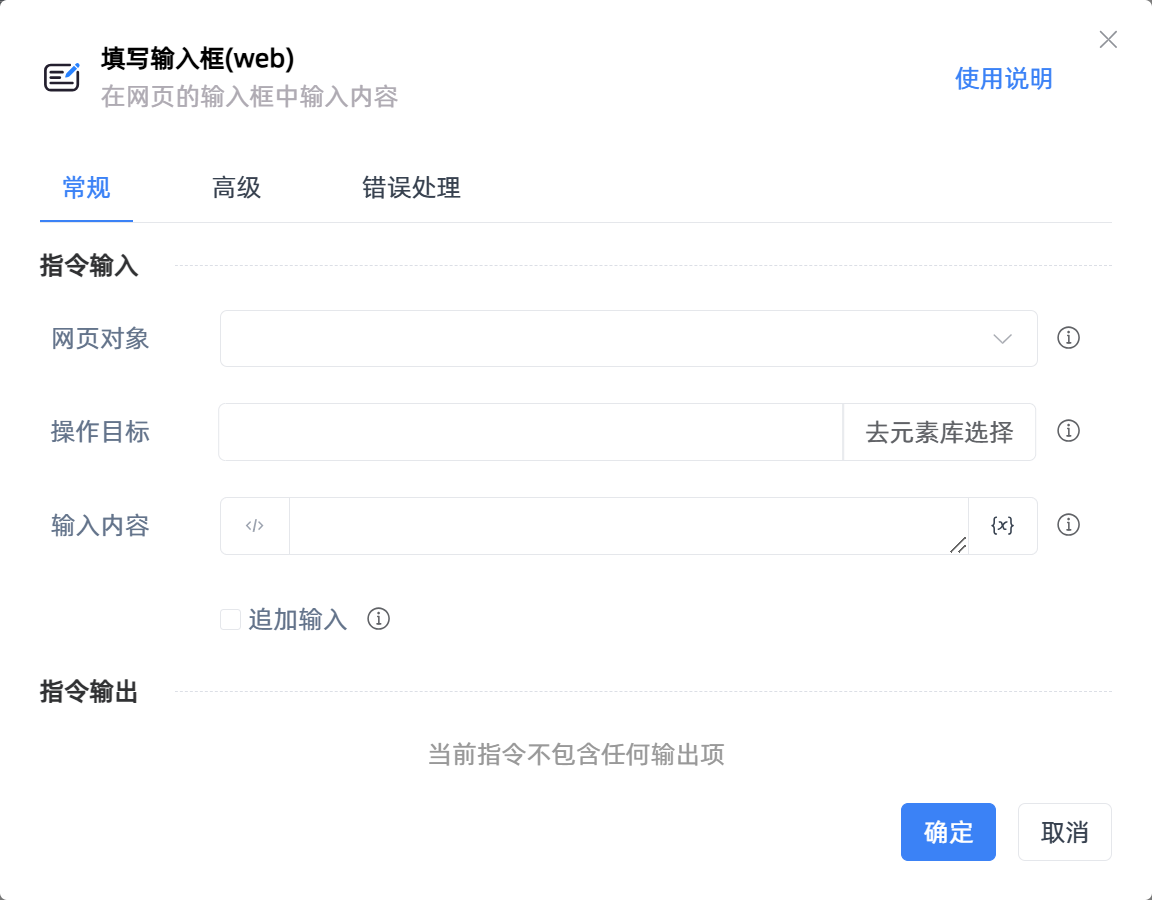 填写输入框(web)
在网页的输入框中输入内容
使用说明
常规
高级
错误处理
指令输入
网页对象
操作目标
去元素库选择
输入内容
</>
{x}
追加输入
指令输出
当前指令不包含任何输出项
确定
取消